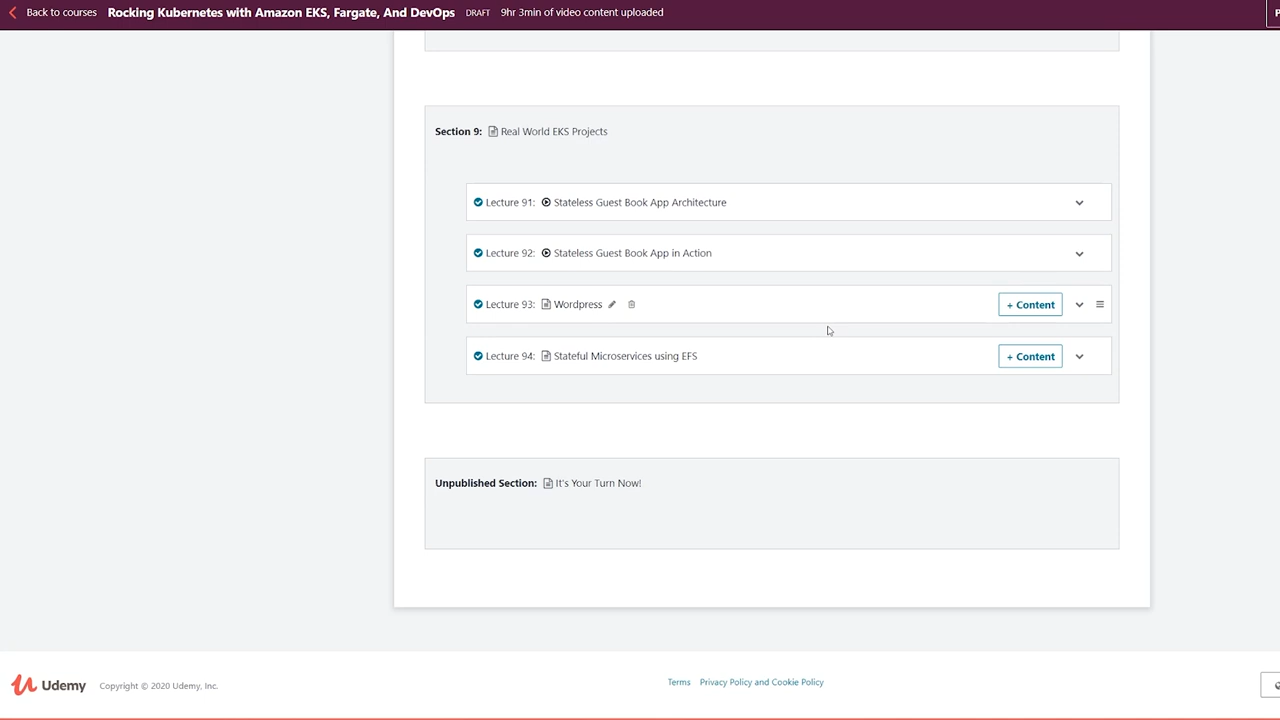 Back to courses Rocking Kubernetes with Amazon EKS, Fargate, And DevOps DRAFT 9hr 3min of video content uploaded
Section 9: Real World EKS Projects
Lecture 91: Stateless Guest Book App Architecture
Lecture 92: Stateless Guest Book App in Action
Lecture 93: Wordpress + Content
Lecture 94: Stateful Microservices using EFS + Content
Unpublished Section: It's Your Turn Now!
Udemy Copyright © 2020 Udemy, Inc. Terms Privacy Policy and Cookie Policy